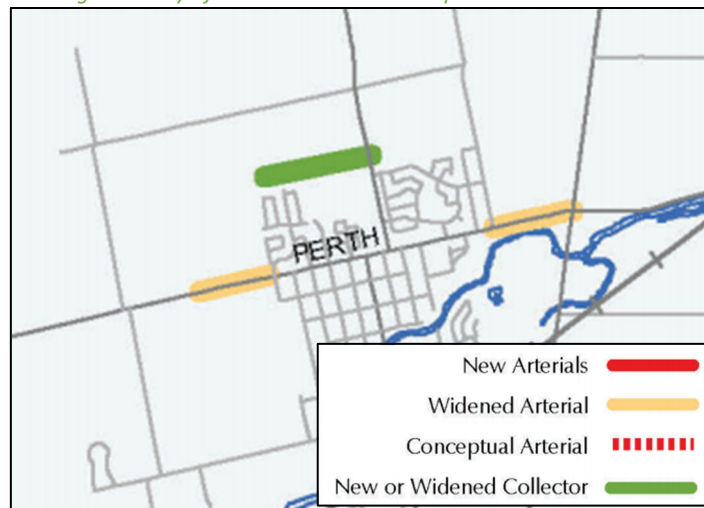 PERTH
New Arterials
Widened Arterial
Conceptual Arterial
New or Widened Collector